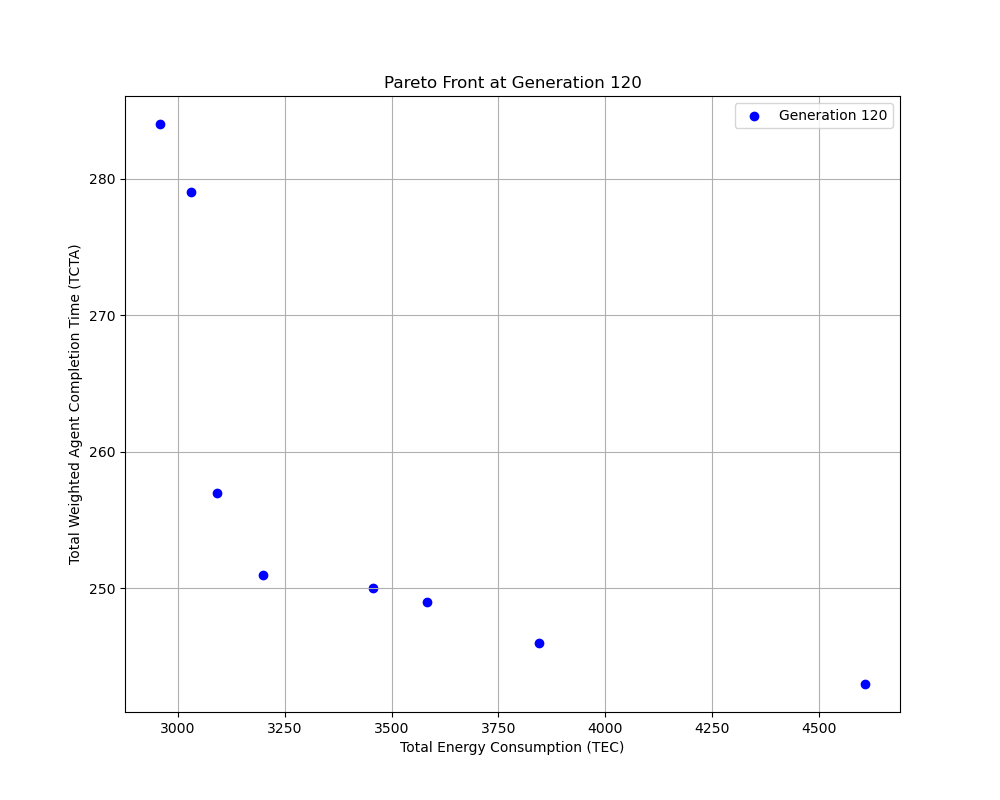 Pareto Front at Generation 120
Generation 120
Total Weighted Agent Completion Time (TCTA)
280
270
260
250
3000 3250 3500 3750 4000 4250 4500
Total Energy Consumption (TEC)